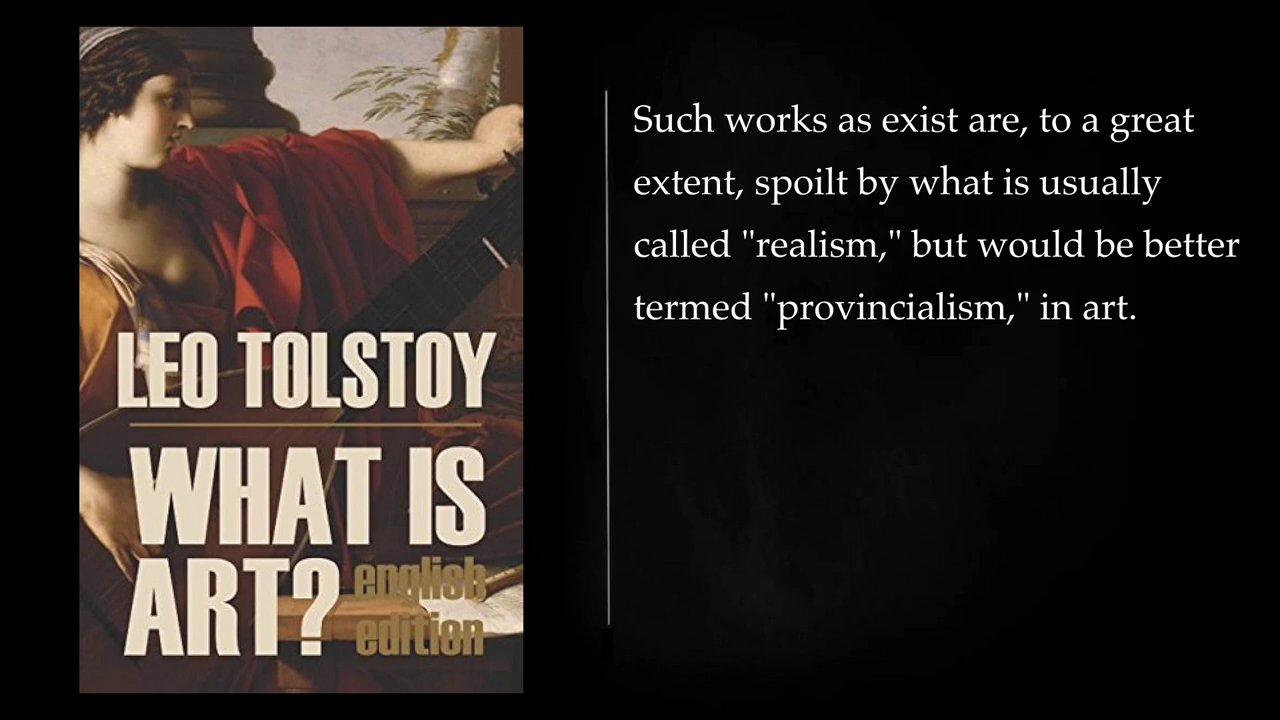 LEO TOLSTOY
WHAT IS
ART?
english
edition
Such works as exist are, to a great
extent, spoilt by what is usually
called "realism," but would be better
termed "provincialism," in art.